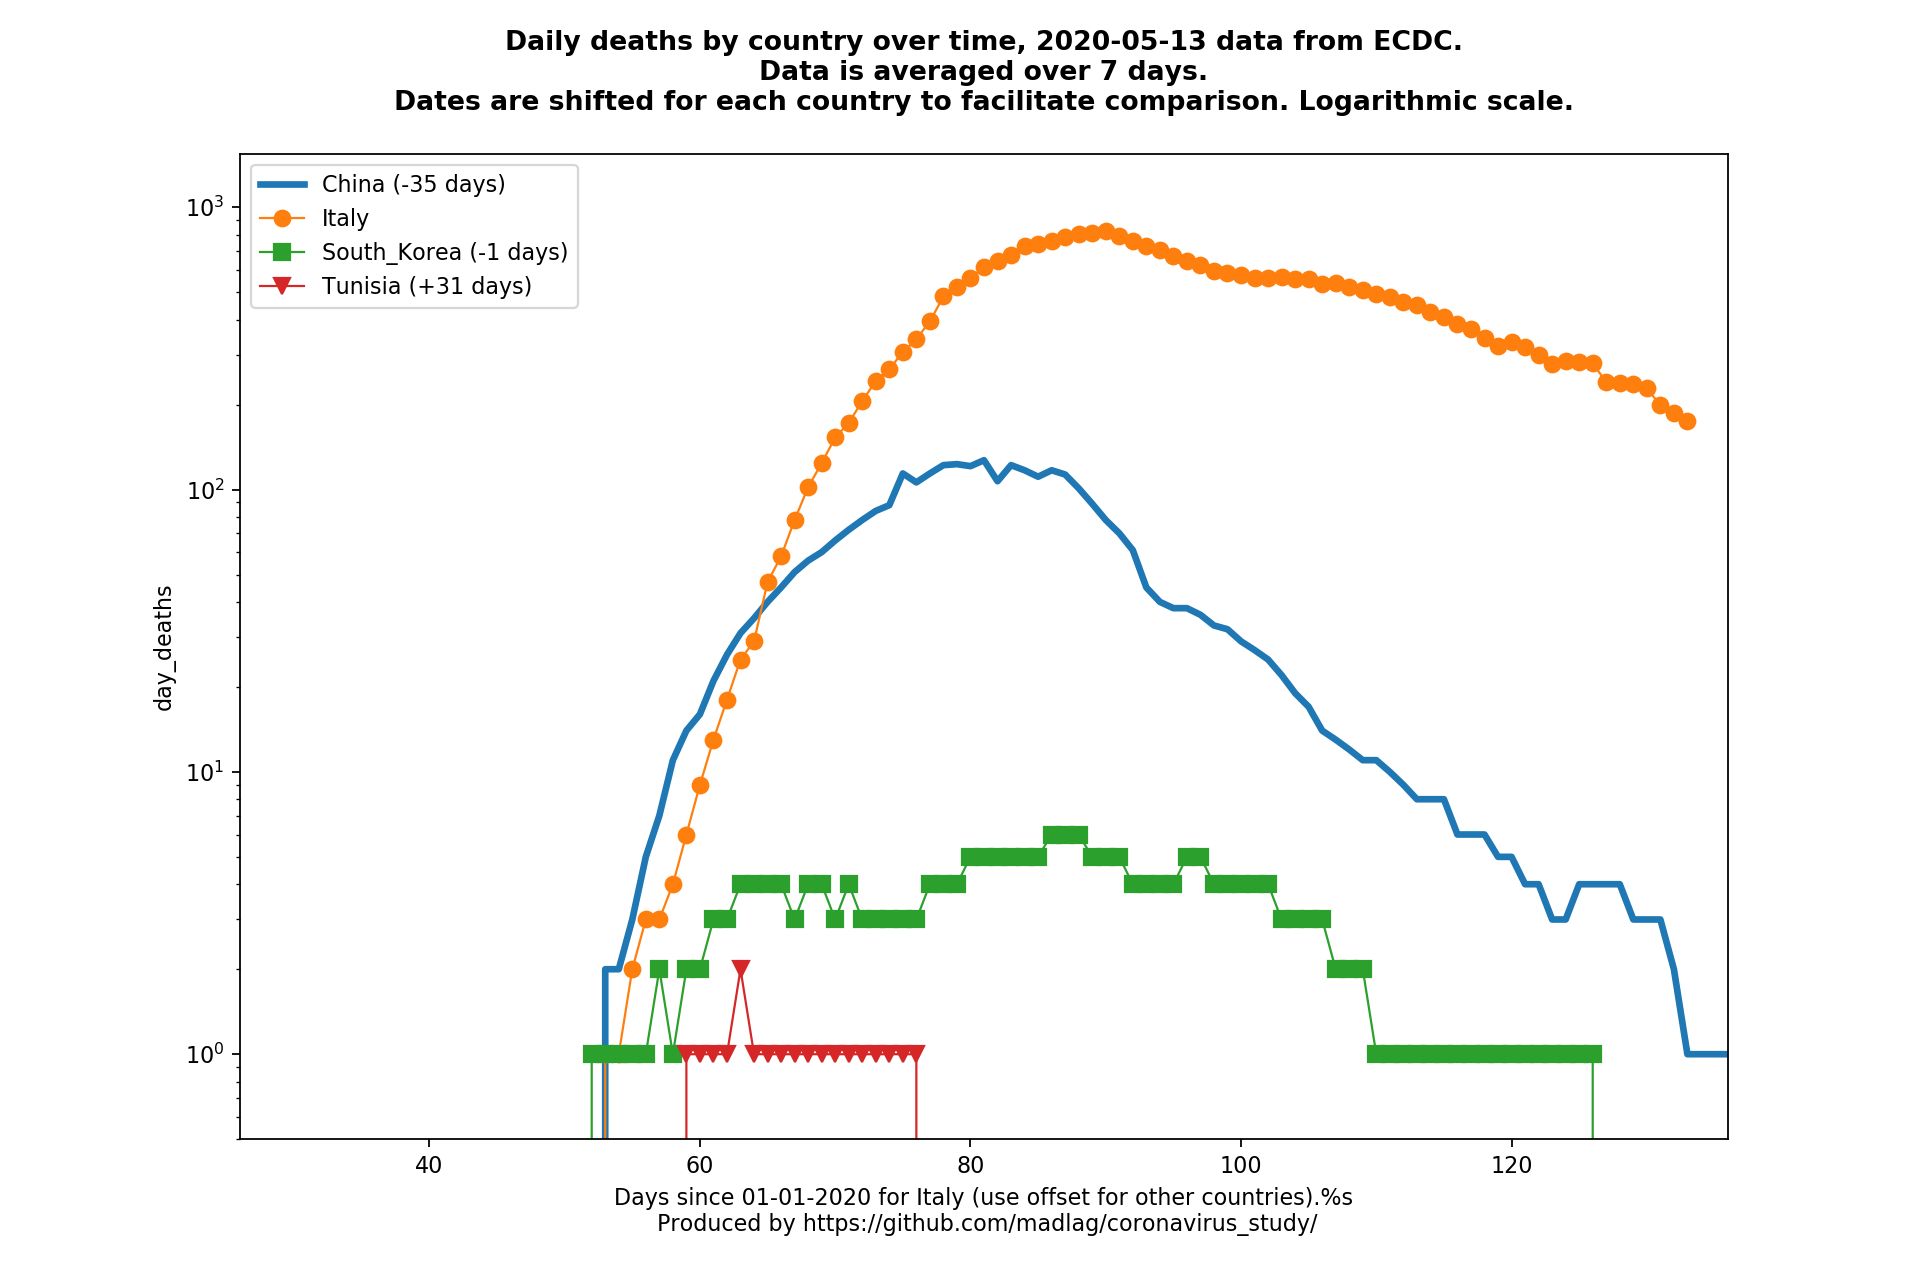 Daily deaths by country over time, 2020-05-13 data from ECDC.
Data is averaged over 7 days.
Dates are shifted for each country to facilitate comparison. Logarithmic scale.
China (-35 days)
Italy
South_Korea (-1 days)
Tunisia (+31 days)
10³
10²
10¹
10⁰
day_deaths
40 60 80 100 120
Days since 01-01-2020 for Italy (use offset for other countries).%s
Produced by https://github.com/madlag/coronavirus_study/